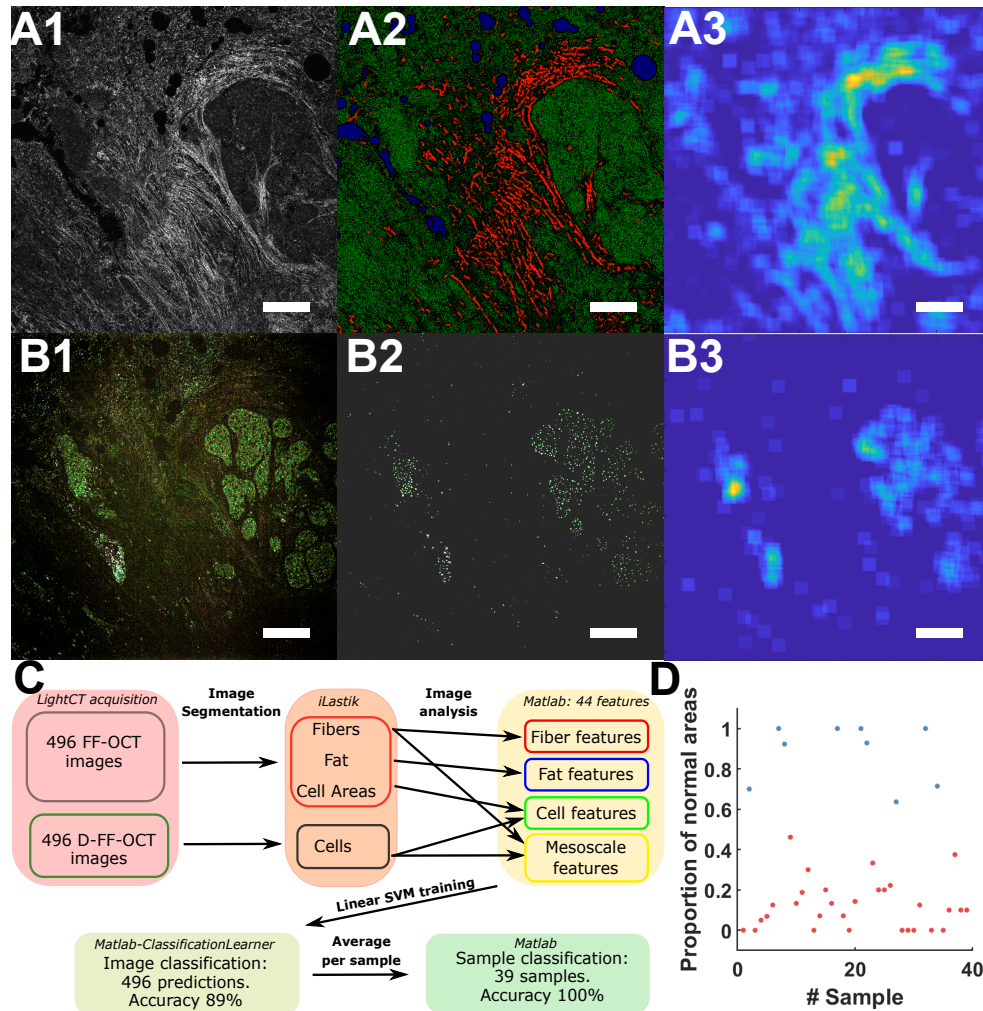 A1
A2
A3
B1
B2
B3
C
LightCT acquisition
496 FF-OCT
images
496 D-FF-OCT
images
Image
Segmentation
iLastik
Fibers
Fat
Cell Areas
Cells
Image
analysis
Matlab: 44 features
Fiber features
Fat features
Cell features
Mesoscale
features
Linear SVM training
Matlab-ClassificationLearner
Image classification:
496 predictions.
Accuracy 89%
Average
per sample
Matlab
Sample classification:
39 samples.
Accuracy 100%
D
Proportion of normal areas
1
0.8
0.6
0.4
0.2
0
0
20
40
# Sample